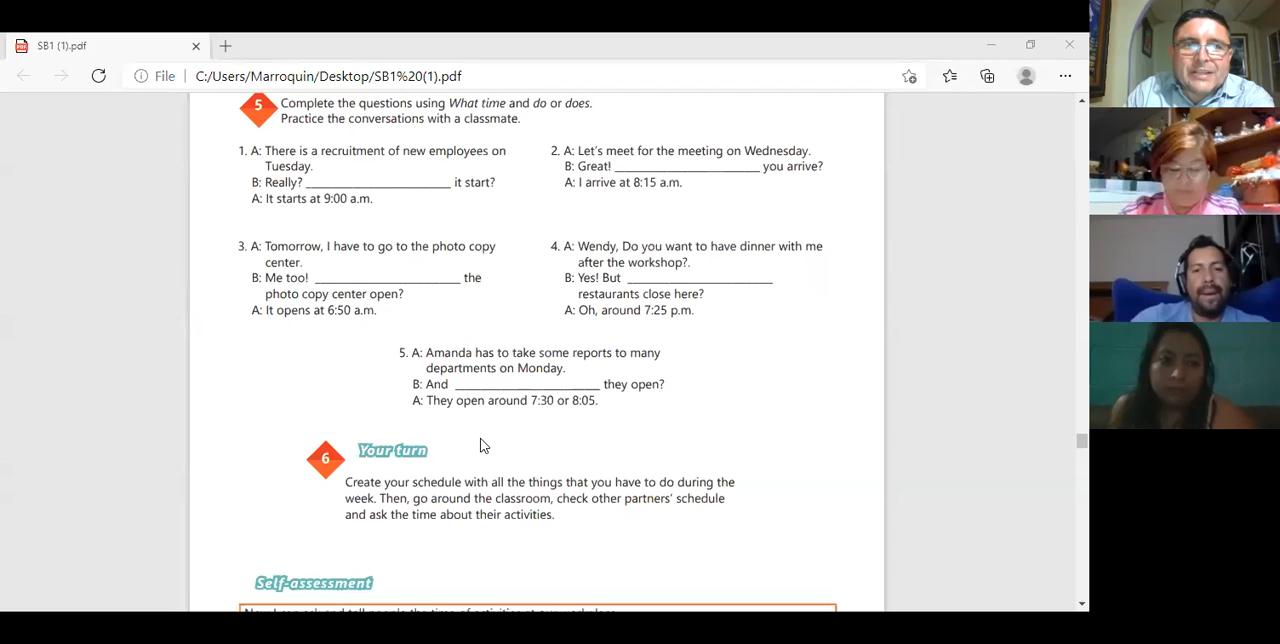 SB1 (1).pdf
File
C:/Users/Marroquin/Desktop/SB1%20(1).pdf
5
Complete the questions using What time and do or does.
Practice the conversations with a classmate.
1. A: There is a recruitment of new employees on
Tuesday.
B: Really? ______________________ it start?
A: It starts at 9:00 a.m.
2. A: Let's meet for the meeting on Wednesday.
B: Great! ______________________ you arrive?
A: I arrive at 8:15 a.m.
3. A: Tomorrow, I have to go to the photo copy
center.
B: Me too! ______________________ the
photo copy center open?
A: It opens at 6:50 a.m.
4. A: Wendy, Do you want to have dinner with me
after the workshop?.
B: Yes! But ______________________
restaurants close here?
A: Oh, around 7:25 p.m.
5. A: Amanda has to take some reports to many
departments on Monday.
B: And ______________________ they open?
A: They open around 7:30 or 8:05.
6
Your turn
Create your schedule with all the things that you have to do during the
week. Then, go around the classroom, check other partners' schedule
and ask the time about their activities.
Self-assessment